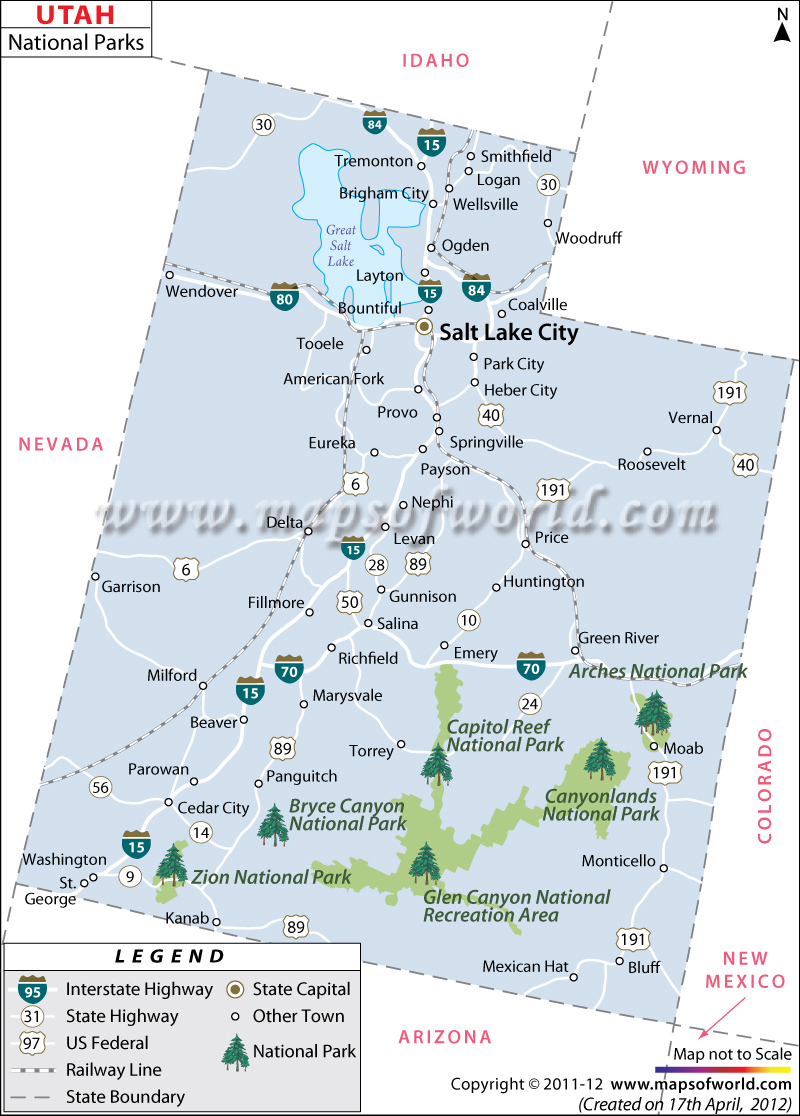 UTAH
National Parks
N
IDAHO
WYOMING
NEVADA
COLORADO
NEW
MEXICO
ARIZONA
30
84
15
Tremonton
Smithfield
Logan
Brigham City
Wellsville
30
Great
Salt
Lake
Woodruff
Ogden
Layton
Wendover
80
15
84
Bountiful
Coalville
Salt Lake City
Tooele
Park City
American Fork
Heber City
191
Provo
40
Vernal
Eureka
Springville
Payson
Roosevelt
40
6
191
Nephi
www.mapsofworld.com
Delta
Levan
Price
15
6
28
89
Garrison
Huntington
Gunnison
Fillmore
50
Salina
10
Green River
Richfield
Emery
70
70
Arches National Park
Milford
15
Marysvale
24
Beaver
Capitol Reef
National Park
89
Torrey
Moab
191
Parowan
Panguitch
56
Cedar City
Bryce Canyon
National Park
Canyonlands
National Park
14
15
Washington
St.
George
9
Zion National Park
Monticello
Glen Canyon National
Recreation Area
Kanab
89
191
Mexican Hat
Bluff
LEGEND
95
Interstate Highway
State Capital
31
State Highway
Other Town
97
US Federal
National Park
Railway Line
State Boundary
Map not to Scale
Copyright © 2011-12 www.mapsofworld.com
(Created on 17th April, 2012)